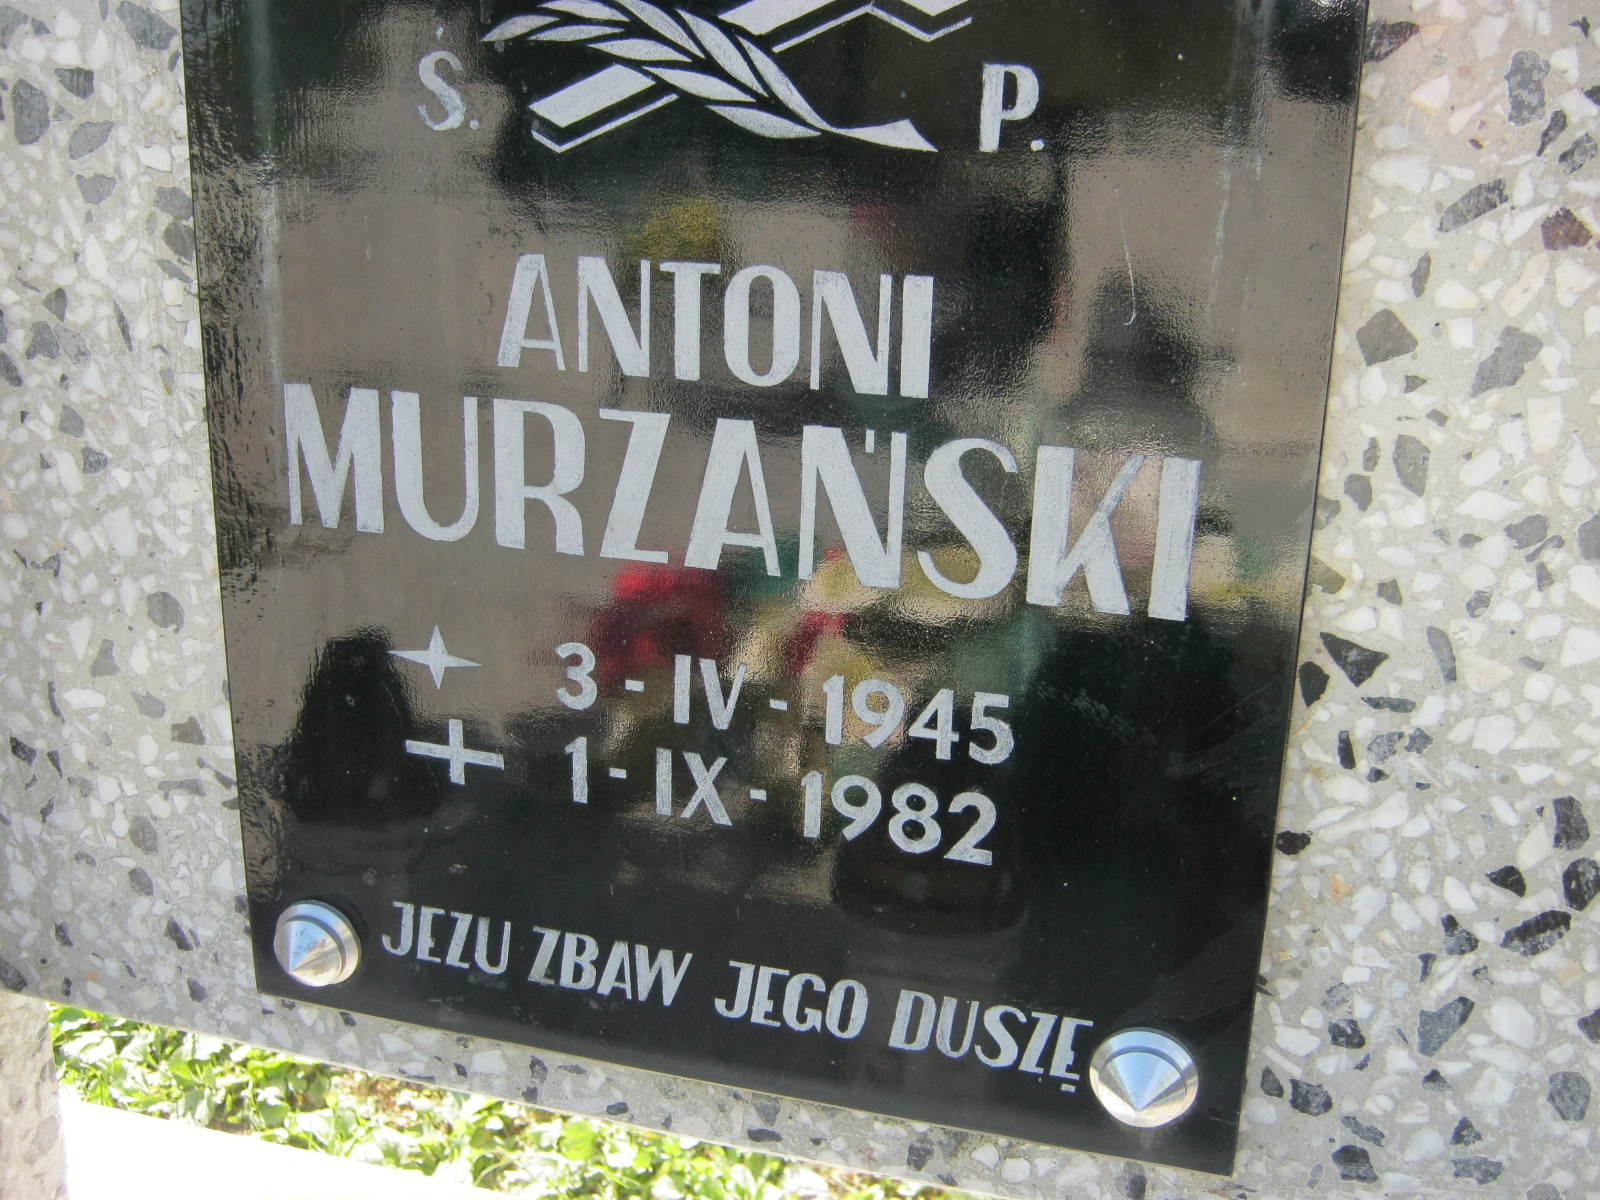 Ś. P.
ANTONI
MURZAŃSKI
3 - IV - 1945
1 - IX - 1982
JEZU ZBAW JEGO DUSZĘ